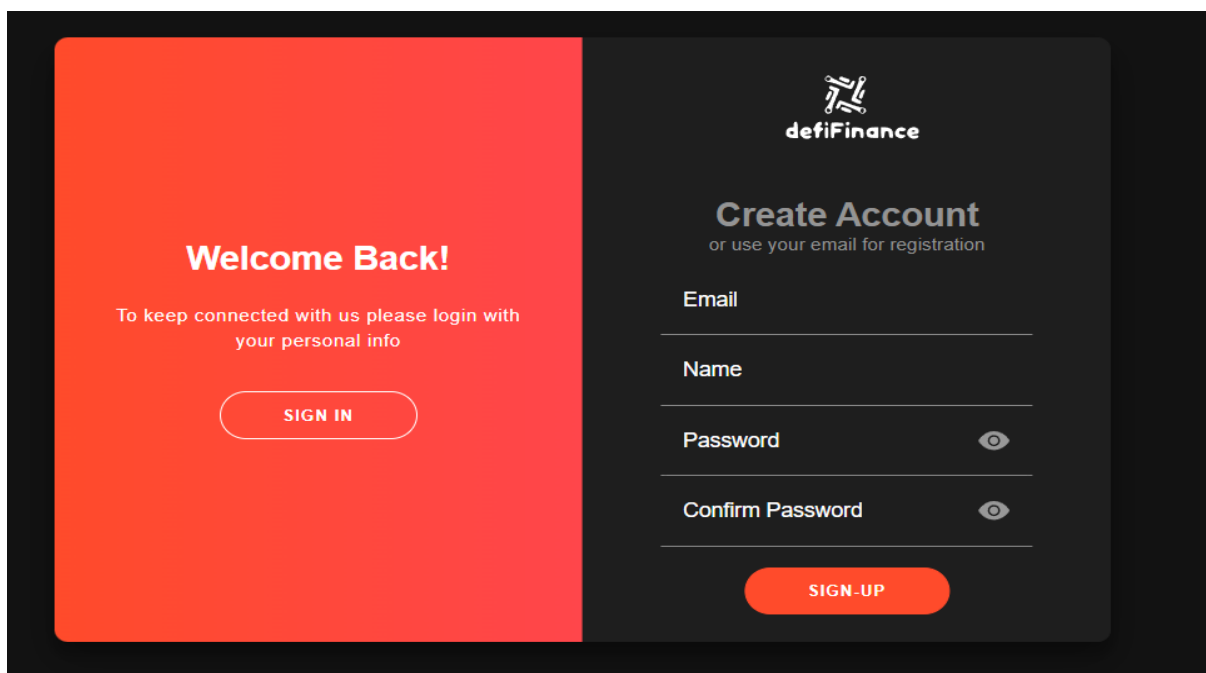 Welcome Back!
To keep connected with us please login with
your personal info
SIGN IN
defiFinance
Create Account
or use your email for registration
Email
Name
Password
Confirm Password
SIGN-UP